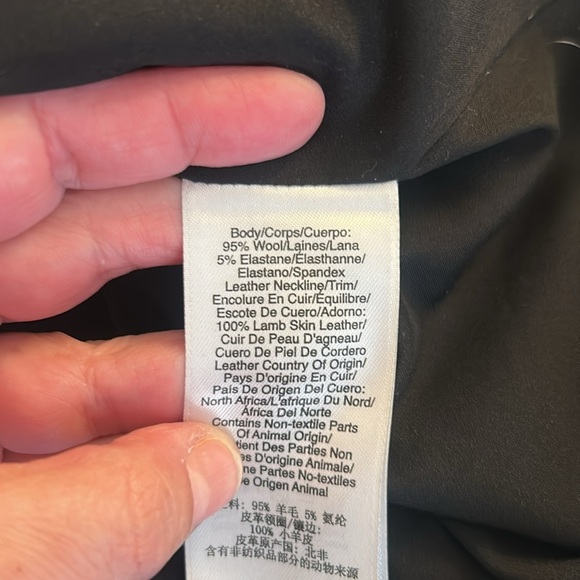 Body/Corps/Cuerpo:
95% Wool/Laines/Lana
5% Elastane/Élasthanne/
Elastano/Spandex
Leather Neckline/Trim/
Encolure En Cuir/Équilibre/
Escote De Cuero/Adorno:
100% Lamb Skin Leather/
Cuir De Peau D'agneau/
Cuero De Piel De Cordero
Leather Country Of Origin/
Pays D'origine En Cuir/
País De Origen Del Cuero:
North Africa/L'afrique Du Nord/
África Del Norte
Contains Non-textile Parts
Of Animal Origin/
Des Parties Non
D'origine Animale/
Partes No-textiles
Origen Animal
95% 羊毛 5% 氨纶
皮革领圈/镶边:
100% 小羊皮
皮革原产国: 北非
含有非纺织品部分的动物来源